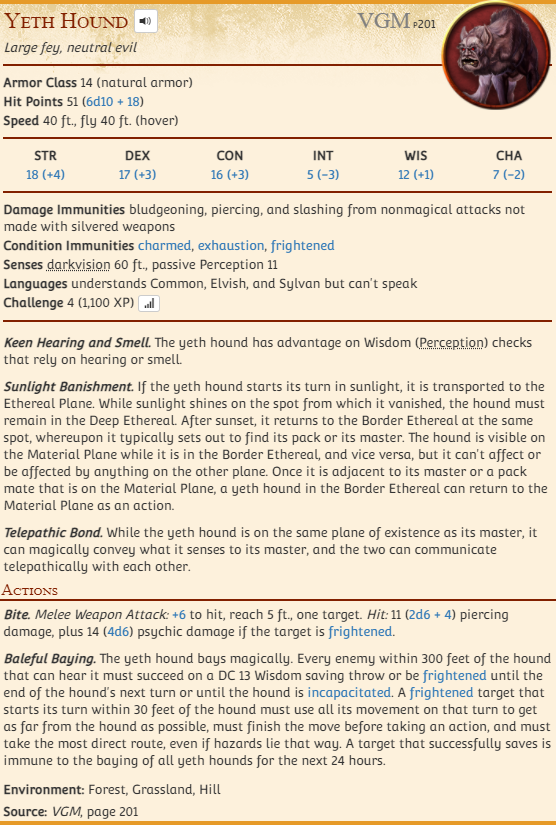 Yeth Hound VGM p201
Large fey, neutral evil
Armor Class 14 (natural armor)
Hit Points 51 (6d10 + 18)
Speed 40 ft., fly 40 ft. (hover)
STR DEX CON INT WIS CHA
18 (+4) 17 (+3) 16 (+3) 5 (−3) 12 (+1) 7 (−2)
Damage Immunities bludgeoning, piercing, and slashing from nonmagical attacks not
made with silvered weapons
Condition Immunities charmed, exhaustion, frightened
Senses darkvision 60 ft., passive Perception 11
Languages understands Common, Elvish, and Sylvan but can't speak
Challenge 4 (1,100 XP)
Keen Hearing and Smell. The yeth hound has advantage on Wisdom (Perception) checks
that rely on hearing or smell.
Sunlight Banishment. If the yeth hound starts its turn in sunlight, it is transported to the
Ethereal Plane. While sunlight shines on the spot from which it vanished, the hound must
remain in the Deep Ethereal. After sunset, it returns to the Border Ethereal at the same
spot, whereupon it typically sets out to find its pack or its master. The hound is visible on
the Material Plane while it is in the Border Ethereal, and vice versa, but it can't affect or
be affected by anything on the other plane. Once it is adjacent to its master or a pack
mate that is on the Material Plane, a yeth hound in the Border Ethereal can return to the
Material Plane as an action.
Telepathic Bond. While the yeth hound is on the same plane of existence as its master, it
can magically convey what it senses to its master, and the two can communicate
telepathically with each other.
Actions
Bite. Melee Weapon Attack: +6 to hit, reach 5 ft., one target. Hit: 11 (2d6 + 4) piercing
damage, plus 14 (4d6) psychic damage if the target is frightened.
Baleful Baying. The yeth hound bays magically. Every enemy within 300 feet of the hound
that can hear it must succeed on a DC 13 Wisdom saving throw or be frightened until the
end of the hound's next turn or until the hound is incapacitated. A frightened target that
starts its turn within 30 feet of the hound must use all its movement on that turn to get
as far from the hound as possible, must finish the move before taking an action, and must
take the most direct route, even if hazards lie that way. A target that successfully saves is
immune to the baying of all yeth hounds for the next 24 hours.
Environment: Forest, Grassland, Hill
Source: VGM, page 201